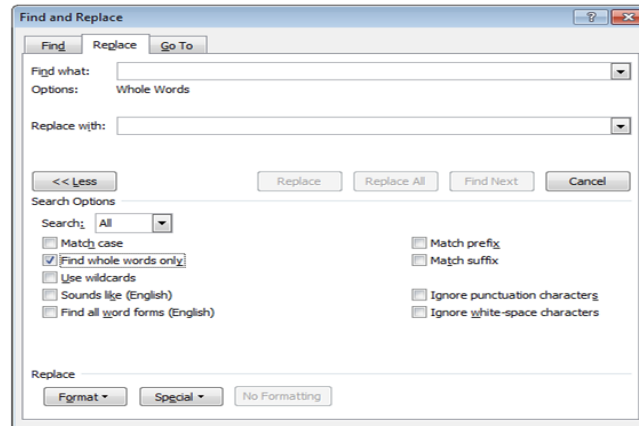 Find and Replace
Find Replace Go To
Find what:
Options: Whole Words
Replace with:
<< Less Replace Replace All Find Next Cancel
Search Options
Search: All
Match case Match prefix
Find whole words only Match suffix
Use wildcards
Sounds like (English) Ignore punctuation characters
Find all word forms (English) Ignore white-space characters
Replace
Format Special No Formatting